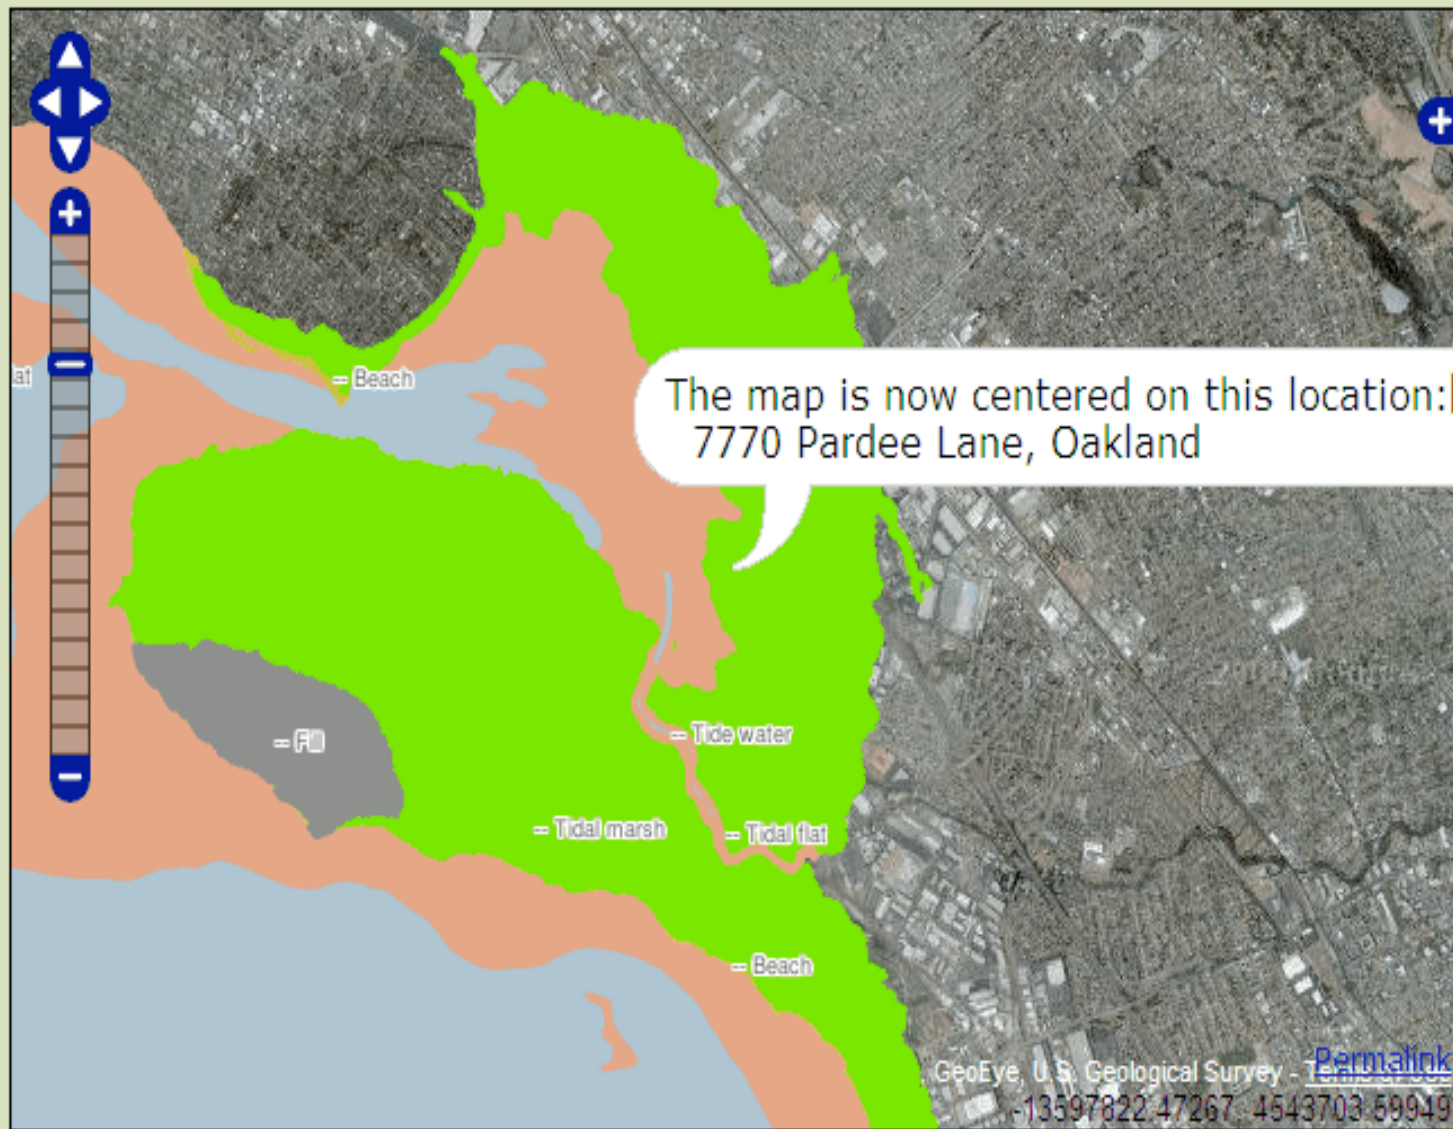 at
-- Beach
The map is now centered on this location:
7770 Pardee Lane, Oakland
-- Tide water
-- Tidal marsh
-- Tidal flat
-- Beach
Permalink
GeoEye, U.S. Geological Survey -
-13597822.47267, 4543703.59949